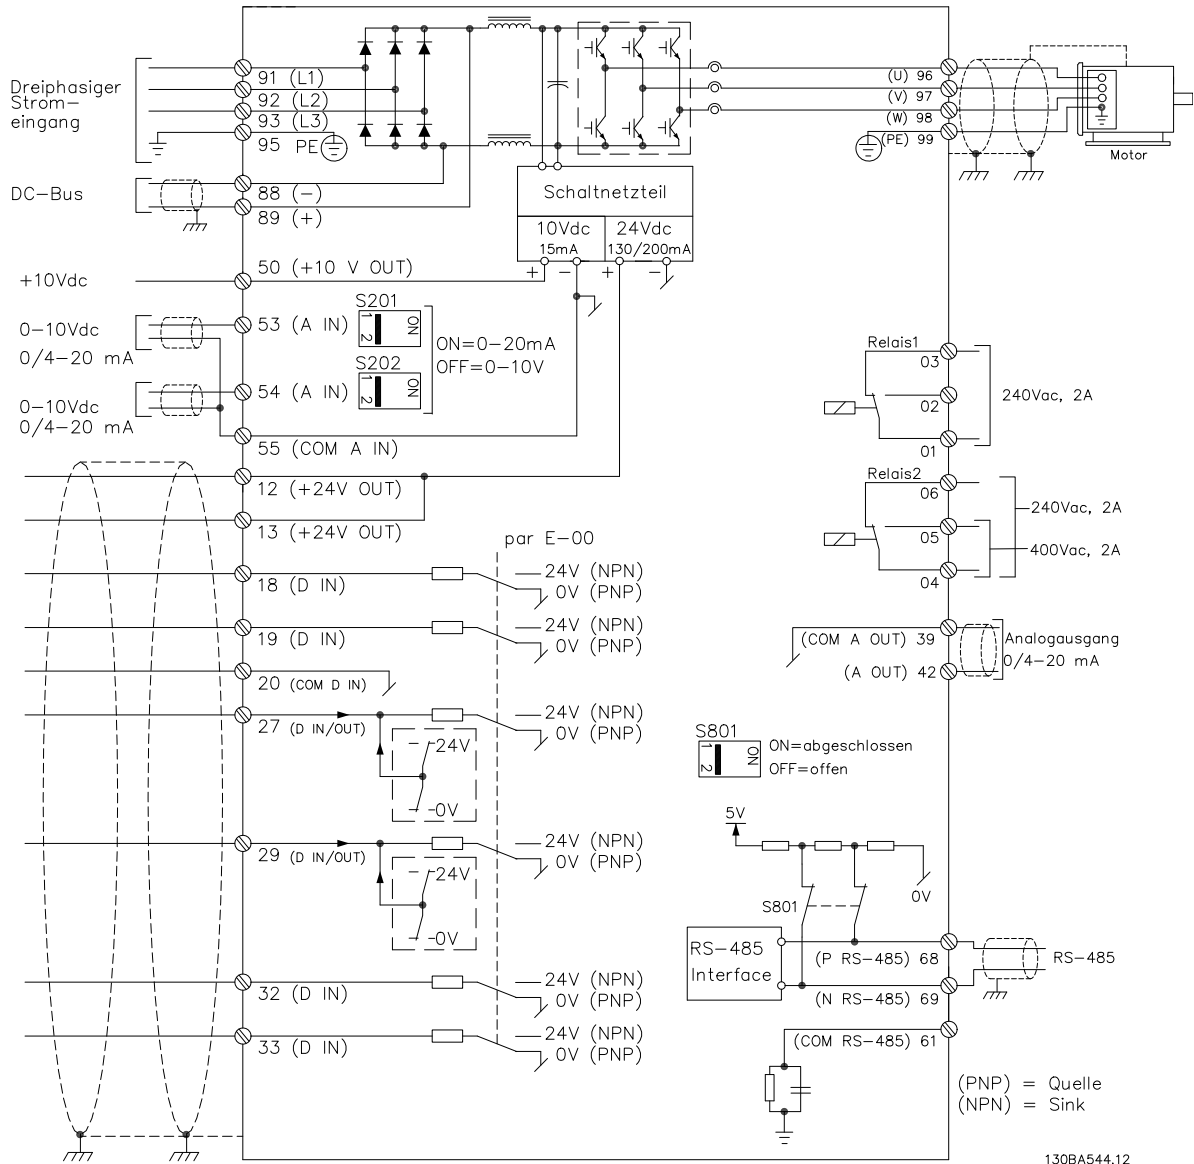 Dreiphasiger
Strom-
eingang
91 (L1)
92 (L2)
93 (L3)
95 PE
DC-Bus
88 (-)
89 (+)
(U) 96
(V) 97
(W) 98
(PE) 99
Motor
Schaltnetzteil
10Vdc
15mA
24Vdc
130/200mA
+ - + -
+10Vdc
50 (+10 V OUT)
0-10Vdc
0/4-20 mA
53 (A IN)
S201
1 2 ON
ON=0-20mA
OFF=0-10V
S202
1 2 ON
0-10Vdc
0/4-20 mA
54 (A IN)
55 (COM A IN)
12 (+24V OUT)
13 (+24V OUT)
par E-00
18 (D IN)
24V (NPN)
0V (PNP)
19 (D IN)
24V (NPN)
0V (PNP)
20 (COM D IN)
27 (D IN/OUT)
24V (NPN)
0V (PNP)
24V
0V
29 (D IN/OUT)
24V (NPN)
0V (PNP)
24V
0V
32 (D IN)
24V (NPN)
0V (PNP)
33 (D IN)
24V (NPN)
0V (PNP)
Relais1
03
02
01
240Vac, 2A
Relais2
06
05
04
240Vac, 2A
400Vac, 2A
(COM A OUT) 39
(A OUT) 42
Analogausgang
0/4-20 mA
S801
1 2 ON
ON=abgeschlossen
OFF=offen
5V
0V
S801
RS-485
Interface
(P RS-485) 68
(N RS-485) 69
(COM RS-485) 61
RS-485
(PNP) = Quelle
(NPN) = Sink
130BA544.12